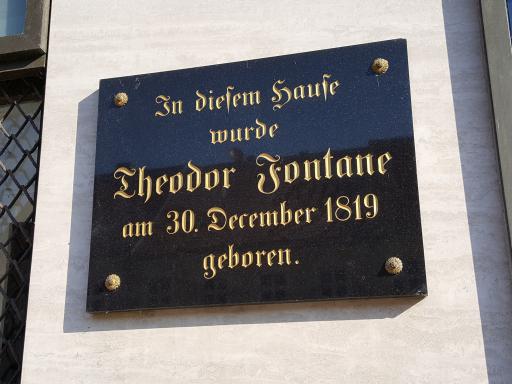 In diesem Hause
wurde
Theodor Fontane
am 30. December 1819
geboren.